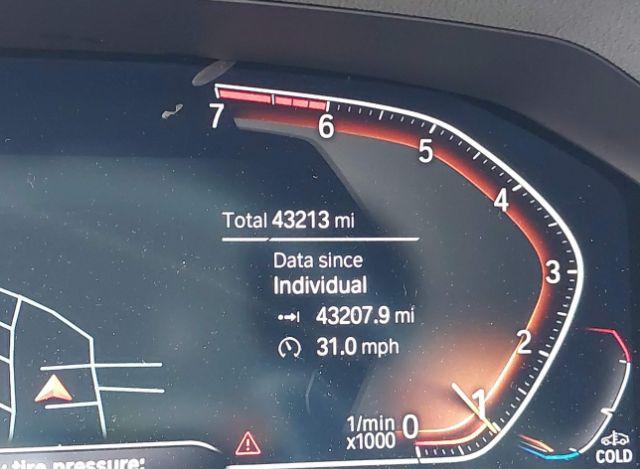 7
6
5
4
3
2
1
0
Total 43213 mi
Data since
Individual
43207.9 mi
31.0 mph
1/min
x1000
COLD
tire pressure: